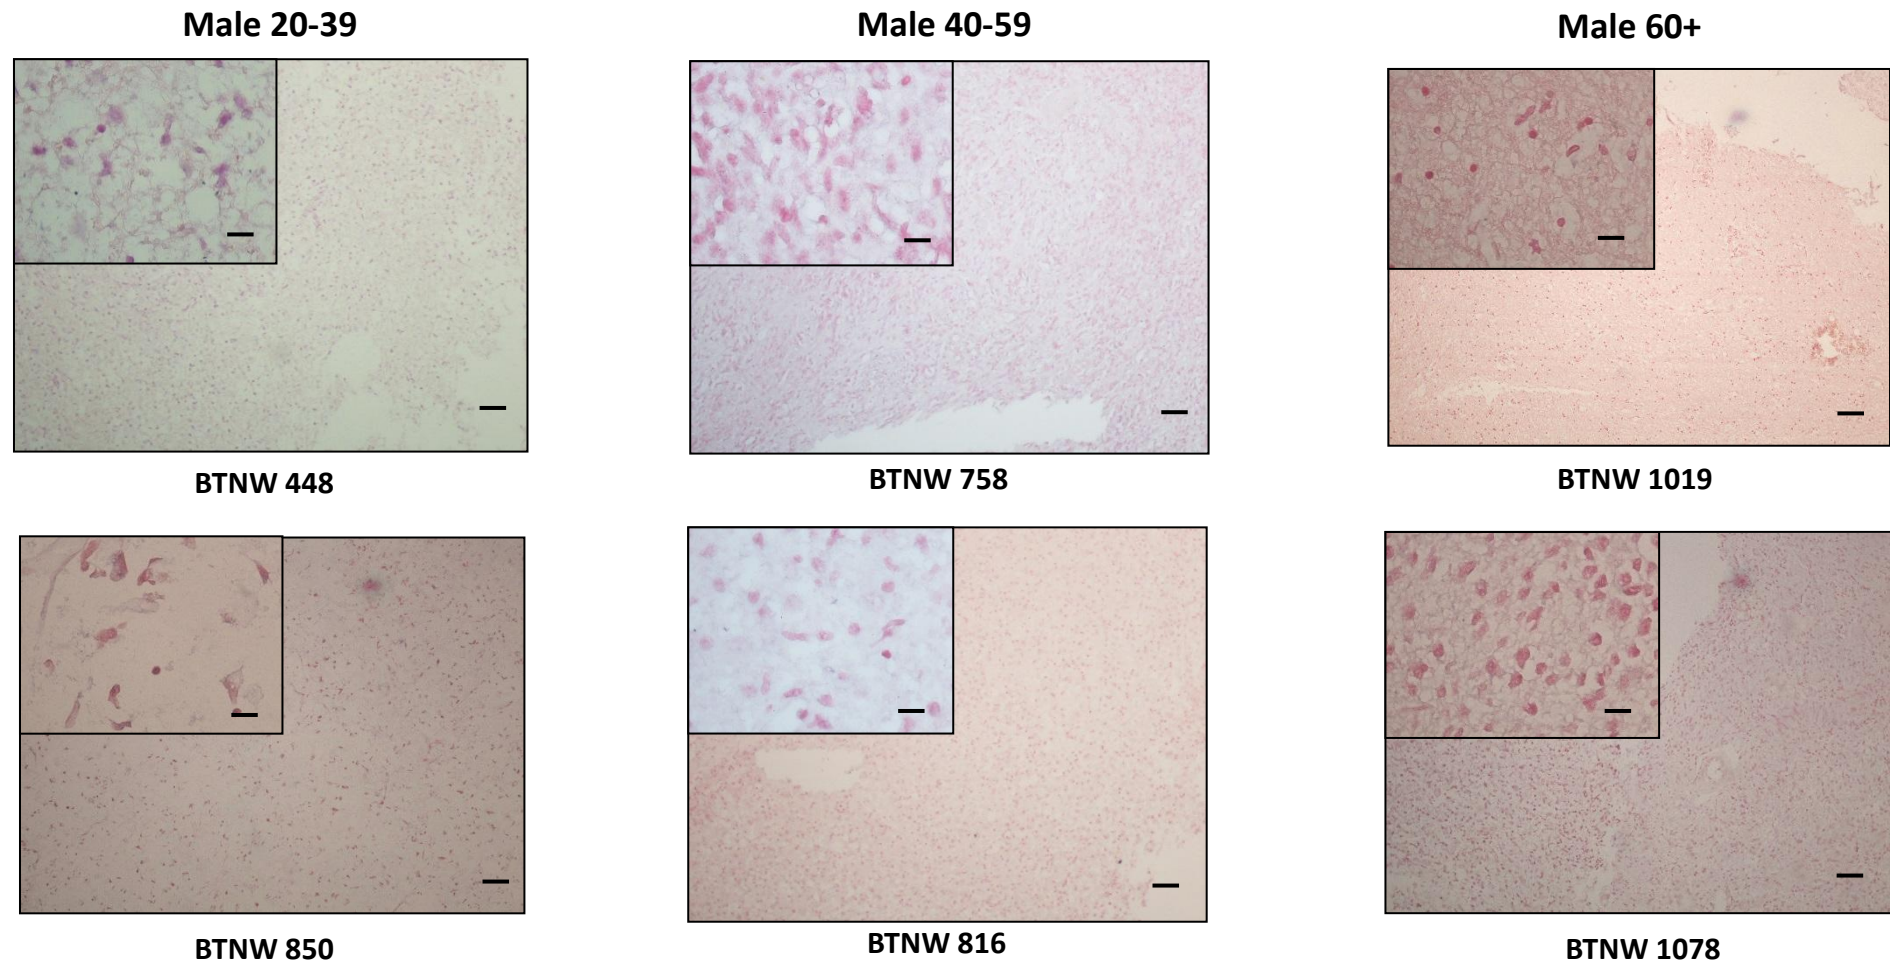 Male 20-39
Male 40-59
Male 60+
BTNW 448
BTNW 758
BTNW 1019
BTNW 850
BTNW 816
BTNW 1078